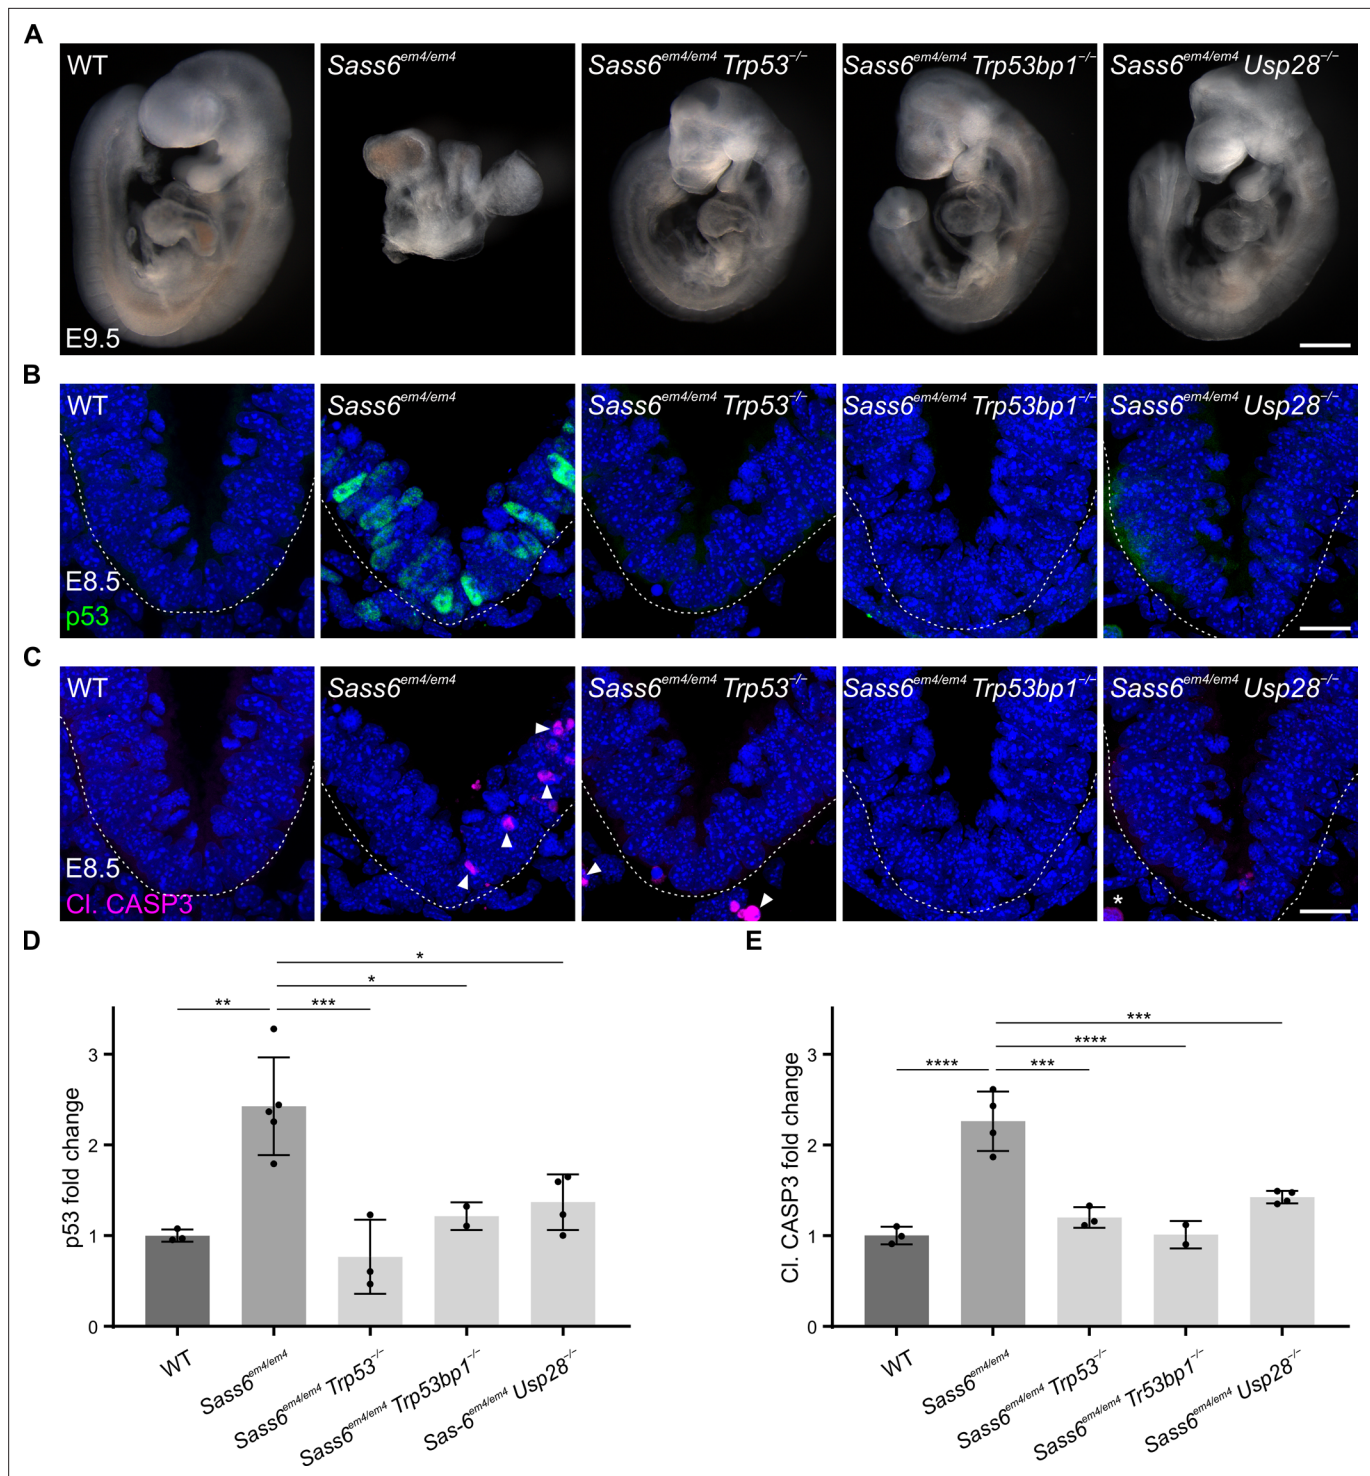 A
WT
Sass6em4/em4
Sass6em4/em4 Trp53−/−
Sass6em4/em4 Trp53bp1−/−
Sass6em4/em4 Usp28−/−
E9.5
B
WT
Sass6em4/em4
Sass6em4/em4 Trp53−/−
Sass6em4/em4 Trp53bp1−/−
Sass6em4/em4 Usp28−/−
E8.5
p53
C
WT
Sass6em4/em4
Sass6em4/em4 Trp53−/−
Sass6em4/em4 Trp53bp1−/−
Sass6em4/em4 Usp28−/−
E8.5
Cl. CASP3
*
D
*
*
** ***
p53 fold change
3
2
1
0
WT
Sass6em4/em4
Sass6em4/em4 Trp53−/−
Sass6em4/em4 Trp53bp1−/−
Sas-6em4/em4 Usp28−/−
E
***
****
**** ***
Cl. CASP3 fold change
3
2
1
0
WT
Sass6em4/em4
Sass6em4/em4 Trp53−/−
Sass6em4/em4 Tr53bp1−/−
Sass6em4/em4 Usp28−/−